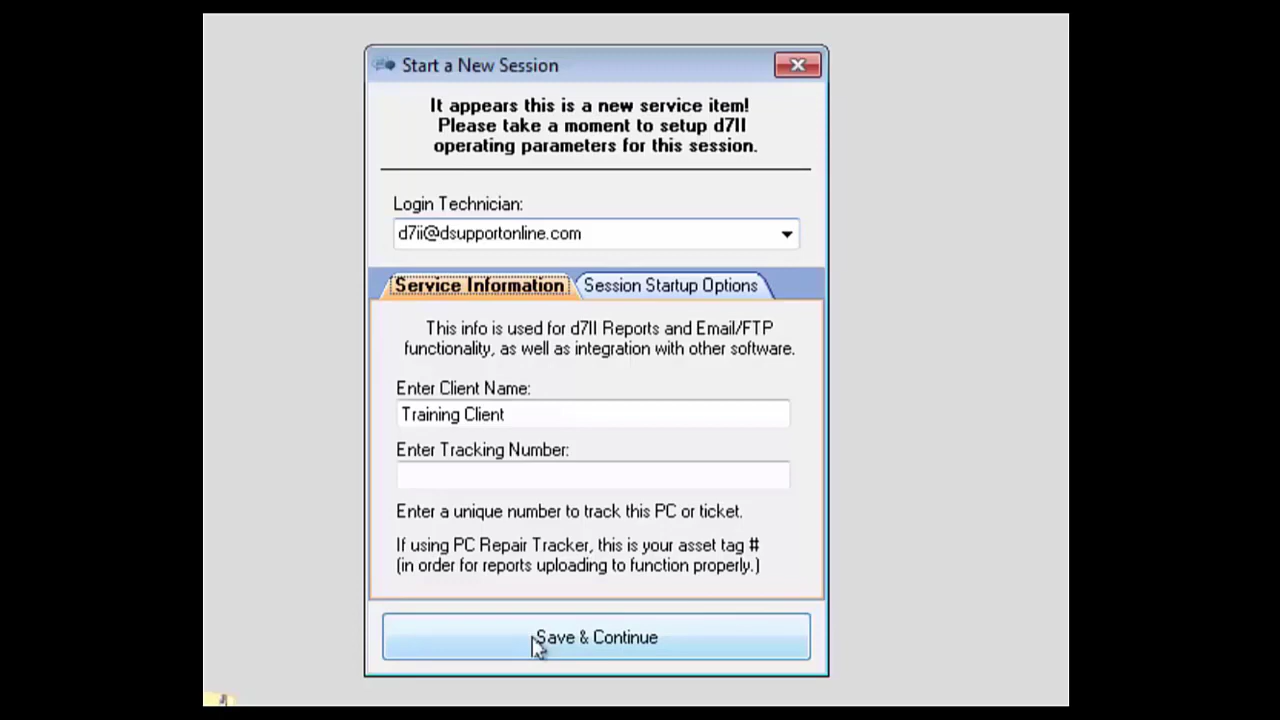 Start a New Session
It appears this is a new service item!
Please take a moment to setup d7II
operating parameters for this session.
Login Technician:
d7ii@dsupportonline.com
Service Information
Session Startup Options
This info is used for d7II Reports and Email/FTP
functionality, as well as integration with other software.
Enter Client Name:
Training Client
Enter Tracking Number:
Enter a unique number to track this PC or ticket.
If using PC Repair Tracker, this is your asset tag #
(in order for reports uploading to function properly.)
Save & Continue